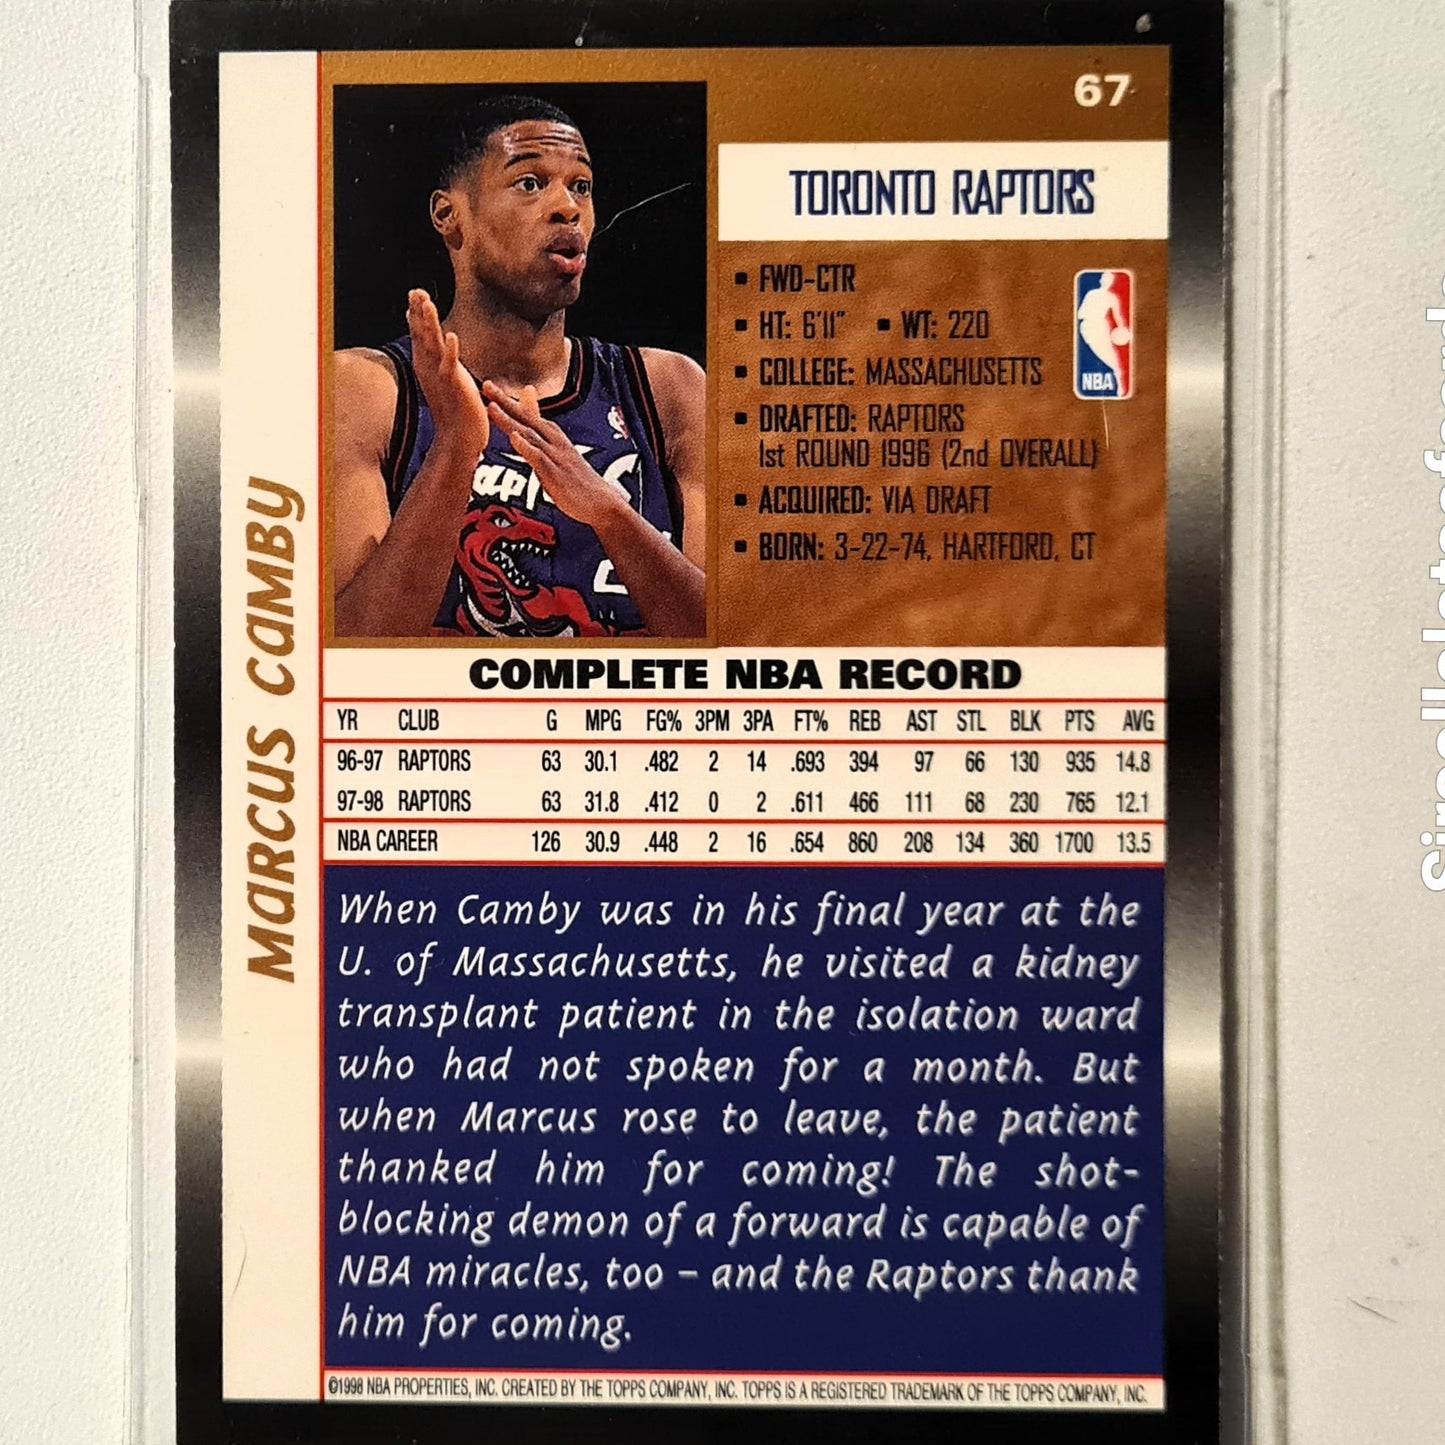 67
TORONTO RAPTORS
▪ FWD-CTR
▪ HT: 6'11" ▪ WT: 220
▪ COLLEGE: MASSACHUSETTS
▪ DRAFTED: RAPTORS
1st ROUND 1996 (2nd OVERALL)
▪ ACQUIRED: VIA DRAFT
▪ BORN: 3-22-74, HARTFORD, CT
NBA
MARCUS CAMBY
COMPLETE NBA RECORD
YR CLUB G MPG FG% 3PM 3PA FT% REB AST STL BLK PTS AVG
96-97 RAPTORS 63 30.1 .482 2 14 .693 394 97 66 130 935 14.8
97-98 RAPTORS 63 31.8 .412 0 2 .611 466 111 68 230 765 12.1
NBA CAREER 126 30.9 .448 2 16 .654 860 208 134 360 1700 13.5
When Camby was in his final year at the
U. of Massachusetts, he visited a kidney
transplant patient in the isolation ward
who had not spoken for a month. But
when Marcus rose to leave, the patient
thanked him for coming! The shot-
blocking demon of a forward is capable of
NBA miracles, too – and the Raptors thank
him for coming.
©1998 NBA PROPERTIES, INC. CREATED BY THE TOPPS COMPANY, INC. TOPPS IS A REGISTERED TRADEMARK OF THE TOPPS COMPANY, INC.